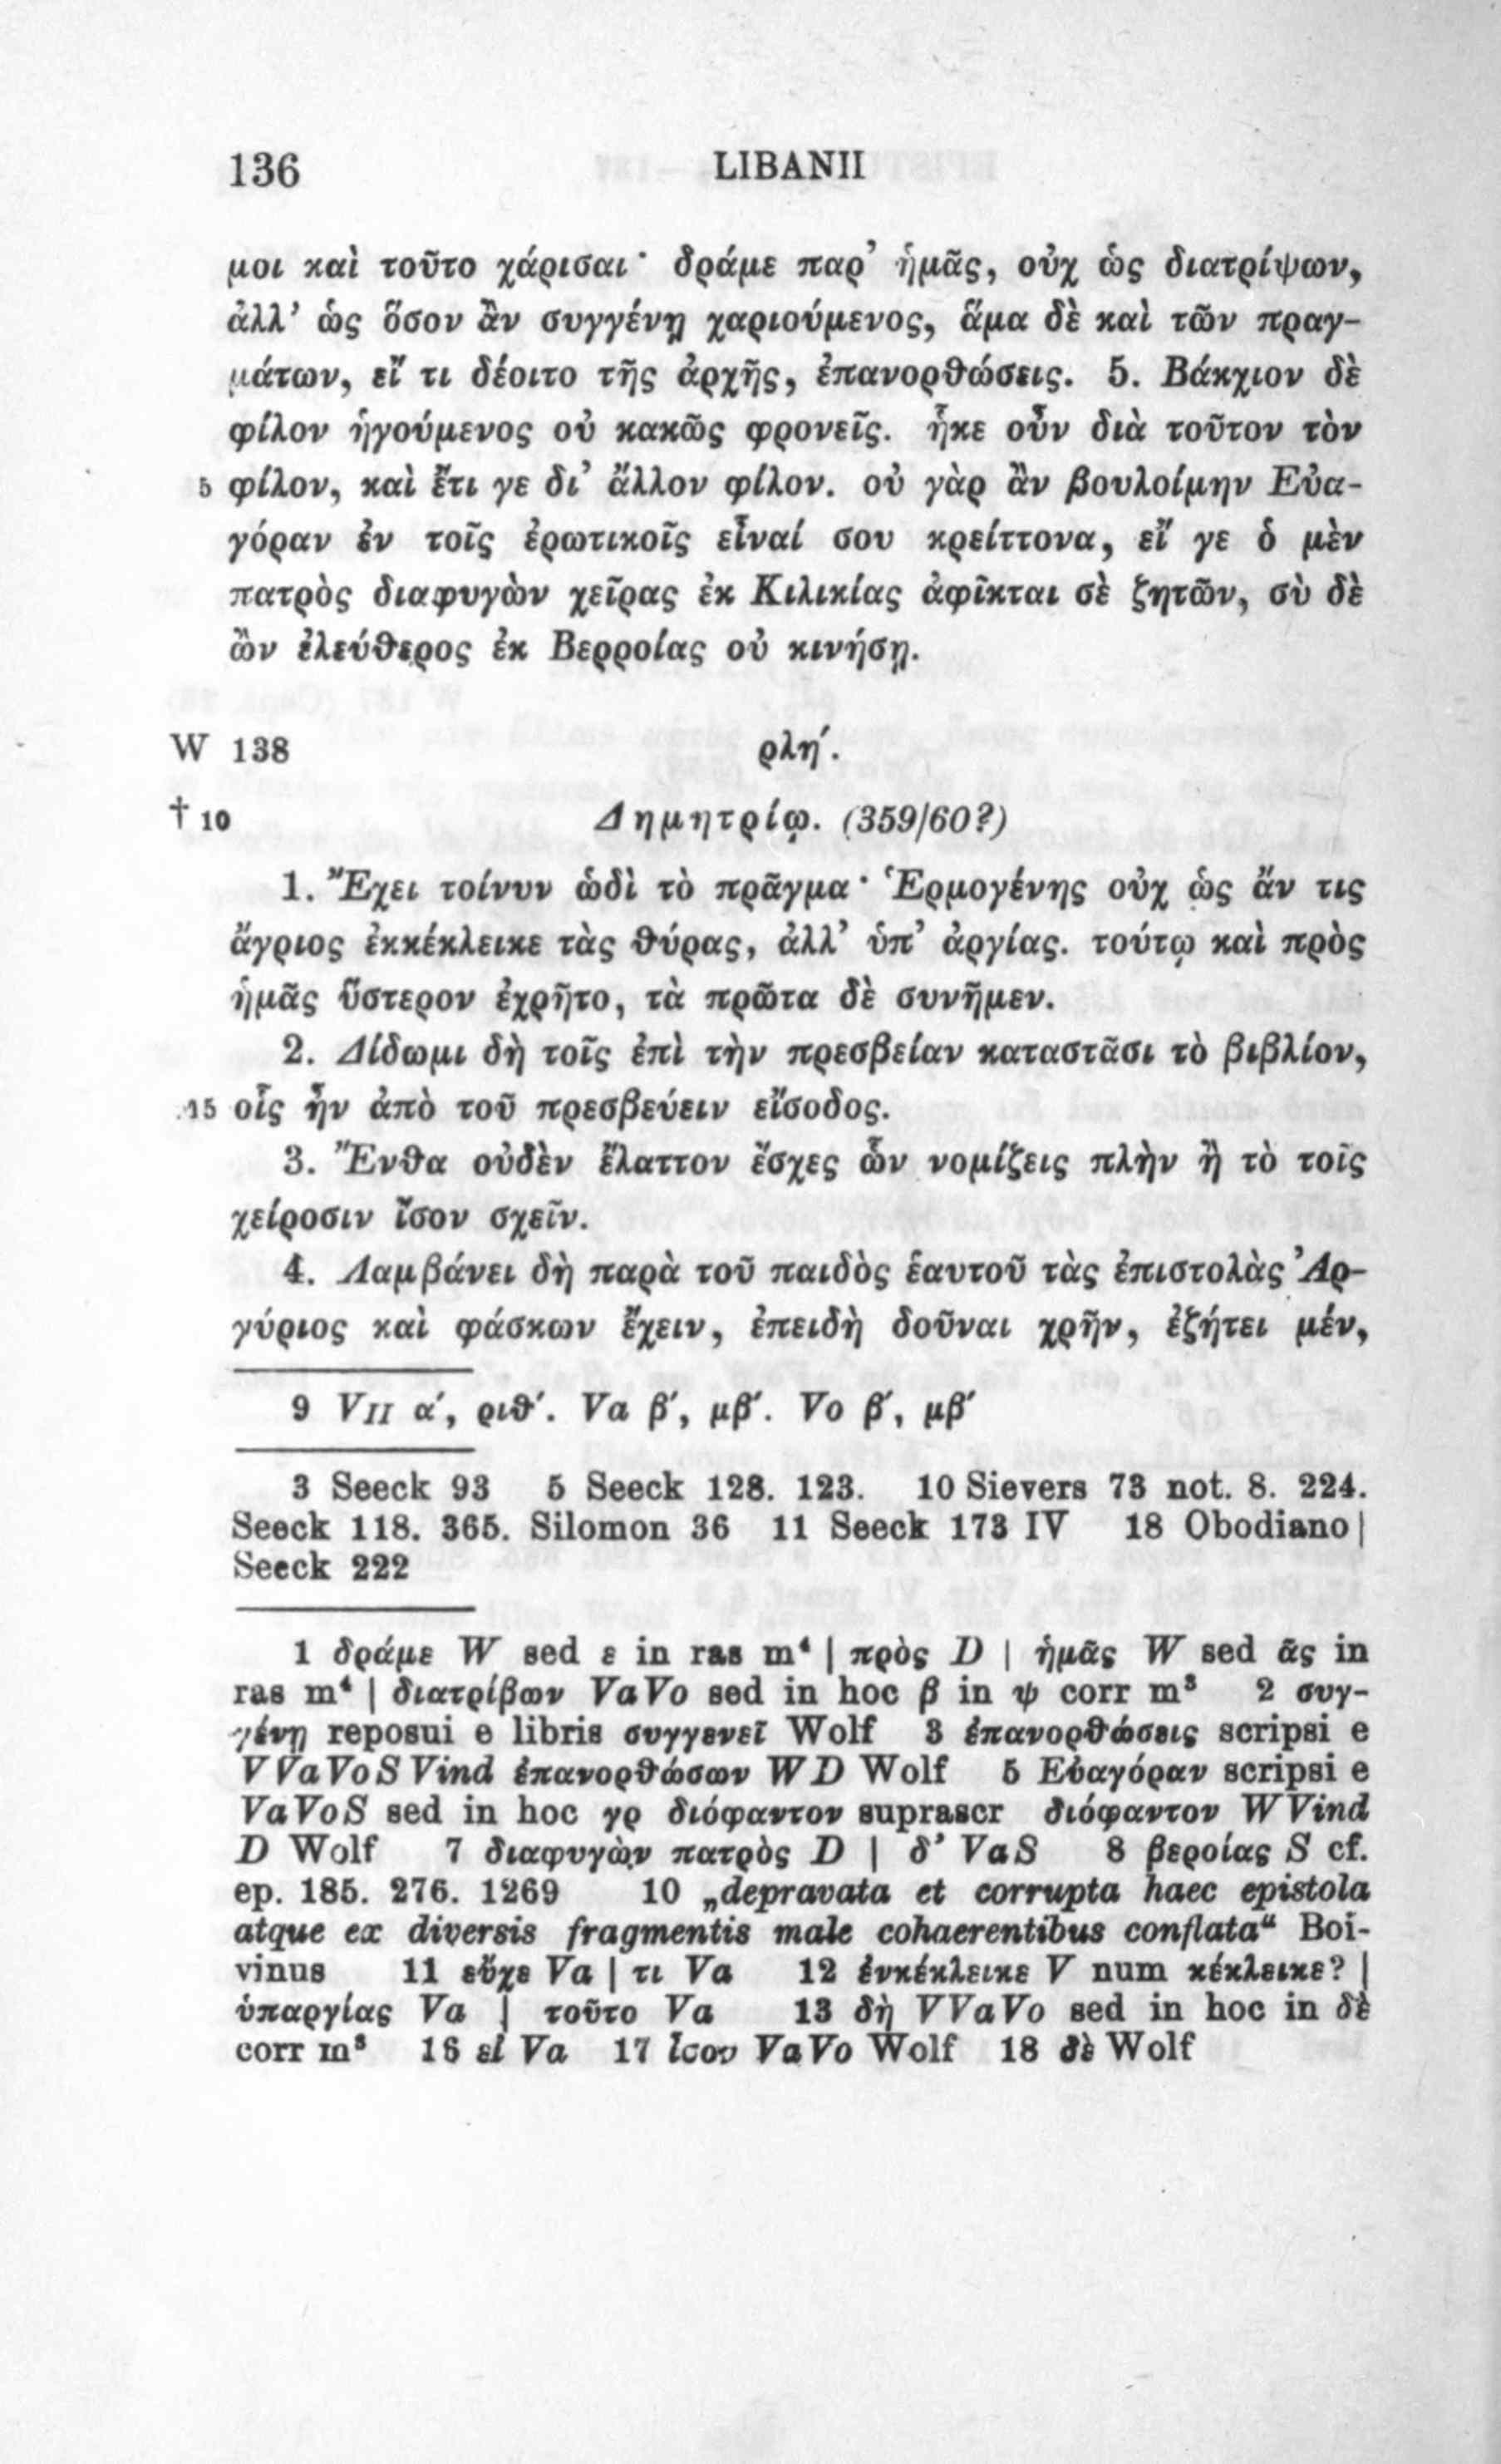 136 LIBANII
μοι καὶ τοῦτο χάρισαι· δράμε παρ’ ἡμᾶς, οὐχ ὡς διατρίψων,
ἀλλ’ ὡς ὅσον ἂν συγγένῃ χαριούμενος, ἅμα δὲ καὶ τῶν πραγ-
μάτων, εἴ τι δέοιτο τῆς ἀρχῆς, ἐπανορθώσεις. 5. Βάκχιον δὲ
φίλον ἡγούμενος οὐ κακῶς φρονεῖς. ἧκε οὖν διὰ τοῦτον τὸν
5 φίλον, καὶ ἔτι γε δι’ ἄλλον φίλον. οὐ γὰρ ἂν βουλοίμην Εὐα-
γόραν ἐν τοῖς ἐρωτικοῖς εἶναί σου κρείττονα, εἴ γε ὁ μὲν
πατρὸς διαφυγὼν χεῖρας ἐκ Κιλικίας ἀφῖκται σὲ ζητῶν, σὺ δὲ
ὢν ἐλεύθερος ἐκ Βερροίας οὐ κινήσῃ.
W 138 ρλη′.
† 10 Δημητρίῳ. (359/60?)
1. Ἔχει τοίνυν ὡδὶ τὸ πρᾶγμα· Ἑρμογένης οὐχ ὡς ἄν τις
ἄγριος ἐκκέκλεικε τὰς θύρας, ἀλλ’ ὑπ’ ἀργίας. τούτῳ καὶ πρὸς
ἡμᾶς ὕστερον ἐχρῆτο, τὰ πρῶτα δὲ συνῆμεν.
2. Δίδωμι δὴ τοῖς ἐπὶ τὴν πρεσβείαν καταστᾶσι τὸ βιβλίον,
15 οἷς ἦν ἀπὸ τοῦ πρεσβεύειν εἴσοδος.
3. Ἔνθα οὐδὲν ἔλαττον ἔσχες ὧν νομίζεις πλὴν ἢ τὸ τοῖς
χείροσιν ἴσον σχεῖν.
4. Λαμβάνει δὴ παρὰ τοῦ παιδὸς ἑαυτοῦ τὰς ἐπιστολὰς Ἀρ-
γύριος καὶ φάσκων ἔχειν, ἐπειδὴ δοῦναι χρῆν, ἐζήτει μέν,
9 VII α′, ριθ′. Va β′, μβ′. Vo β′, μβ′
3 Seeck 93 5 Seeck 128. 123. 10 Sievers 73 not. 8. 224.
Seeck 118. 365. Silomon 36 11 Seeck 173 IV 18 Obodiano |
Seeck 222
1 δράμε W sed ε in ras m⁴ | πρὸς D | ἡμᾶς W sed ᾶς in
ras m⁴ | διατρίβων VaVo sed in hoc β in ψ corr m³ 2 συγ-
γένῃ reposui e libris συγγενεῖ Wolf 3 ἐπανορθώσεις scripsi e
VVaVoSVind ἐπανορθώσων WD Wolf 5 Εὐαγόραν scripsi e
VaVoS sed in hoc γρ διόφαντον suprascr διόφαντον WVind
D Wolf 7 διαφυγὼν πατρὸς D | δ’ VaS 8 βεροίας S cf.
ep. 185. 276. 1269 10 „depravata et corrupta haec epistola
atque ex diversis fragmentis male cohaerentibus conflata“ Boi-
vinus 11 εὖχε Va | τι Va 12 ἐνκέκλεικε V num κέκλεικε? |
ὑπαργίας Va | τοῦτο Va 13 δὴ VVaVo sed in hoc in δὲ
corr m³ 16 εἰ Va 17 ἶσον VaVo Wolf 18 δὲ Wolf